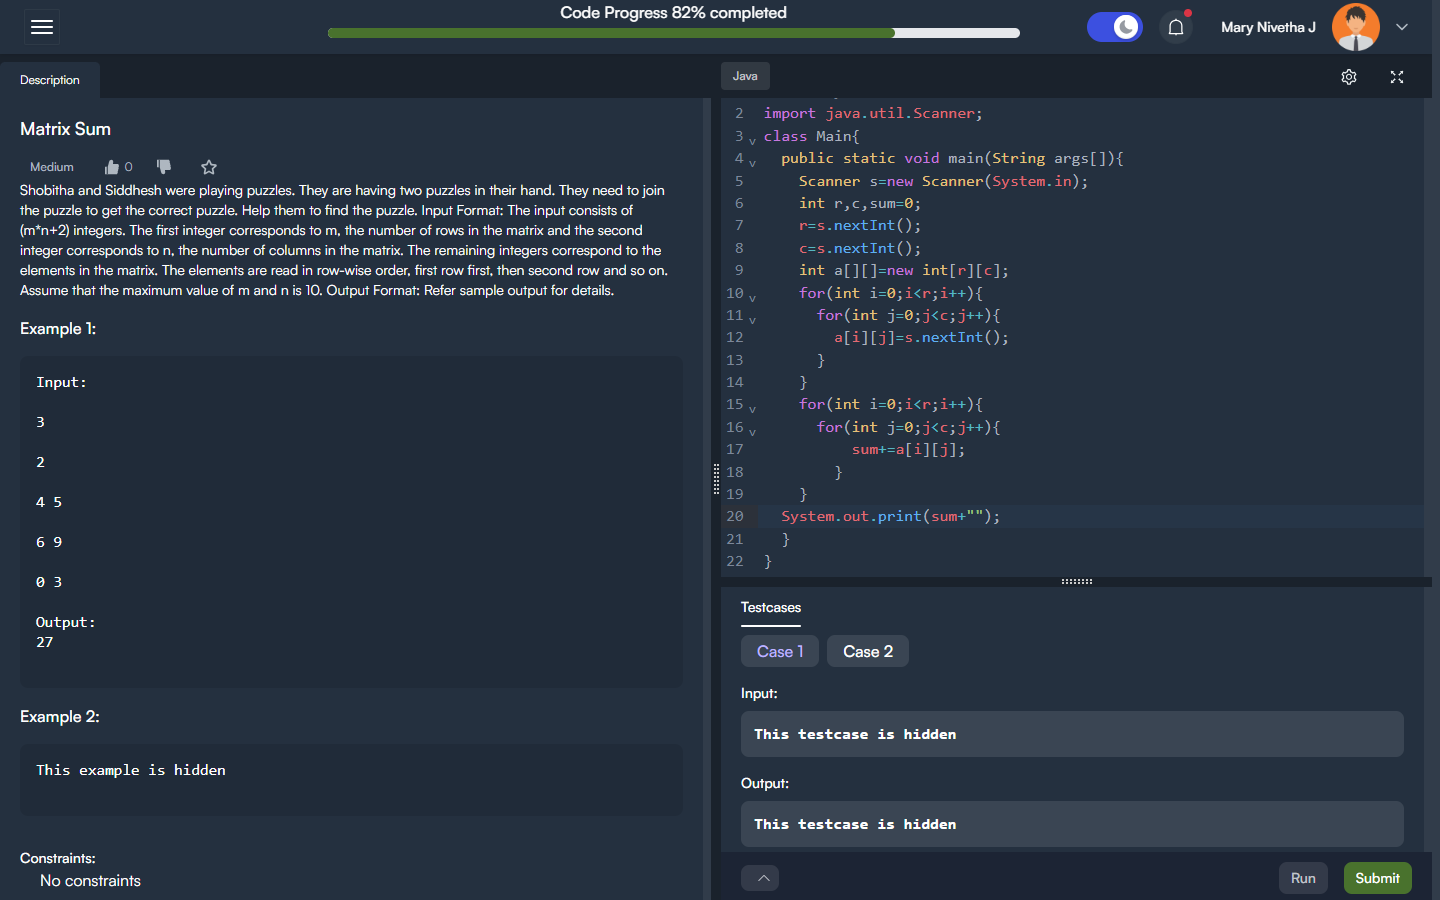 Code Progress 82% completed
Mary Nivetha J
Description
Matrix Sum
Medium
0
Shobitha and Siddhesh were playing puzzles. They are having two puzzles in their hand. They need to join
the puzzle to get the correct puzzle. Help them to find the puzzle. Input Format: The input consists of
(m*n+2) integers. The first integer corresponds to m, the number of rows in the matrix and the second
integer corresponds to n, the number of columns in the matrix. The remaining integers correspond to the
elements in the matrix. The elements are read in row-wise order, first row first, then second row and so on.
Assume that the maximum value of m and n is 10. Output Format: Refer sample output for details.
Example 1:
Input:
3
2
4 5
6 9
0 3
Output:
27
Example 2:
This example is hidden
Constraints:
No constraints
Java
2 import java.util.Scanner;
3 class Main{
4 public static void main(String args[]){
5 Scanner s=new Scanner(System.in);
6 int r,c,sum=0;
7 r=s.nextInt();
8 c=s.nextInt();
9 int a[][]=new int[r][c];
10 for(int i=0;i<r;i++){
11 for(int j=0;j<c;j++){
12 a[i][j]=s.nextInt();
13 }
14 }
15 for(int i=0;i<r;i++){
16 for(int j=0;j<c;j++){
17 sum+=a[i][j];
18 }
19 }
20 System.out.print(sum+"");
21 }
22 }
Testcases
Case 1 Case 2
Input:
This testcase is hidden
Output:
This testcase is hidden
Run Submit